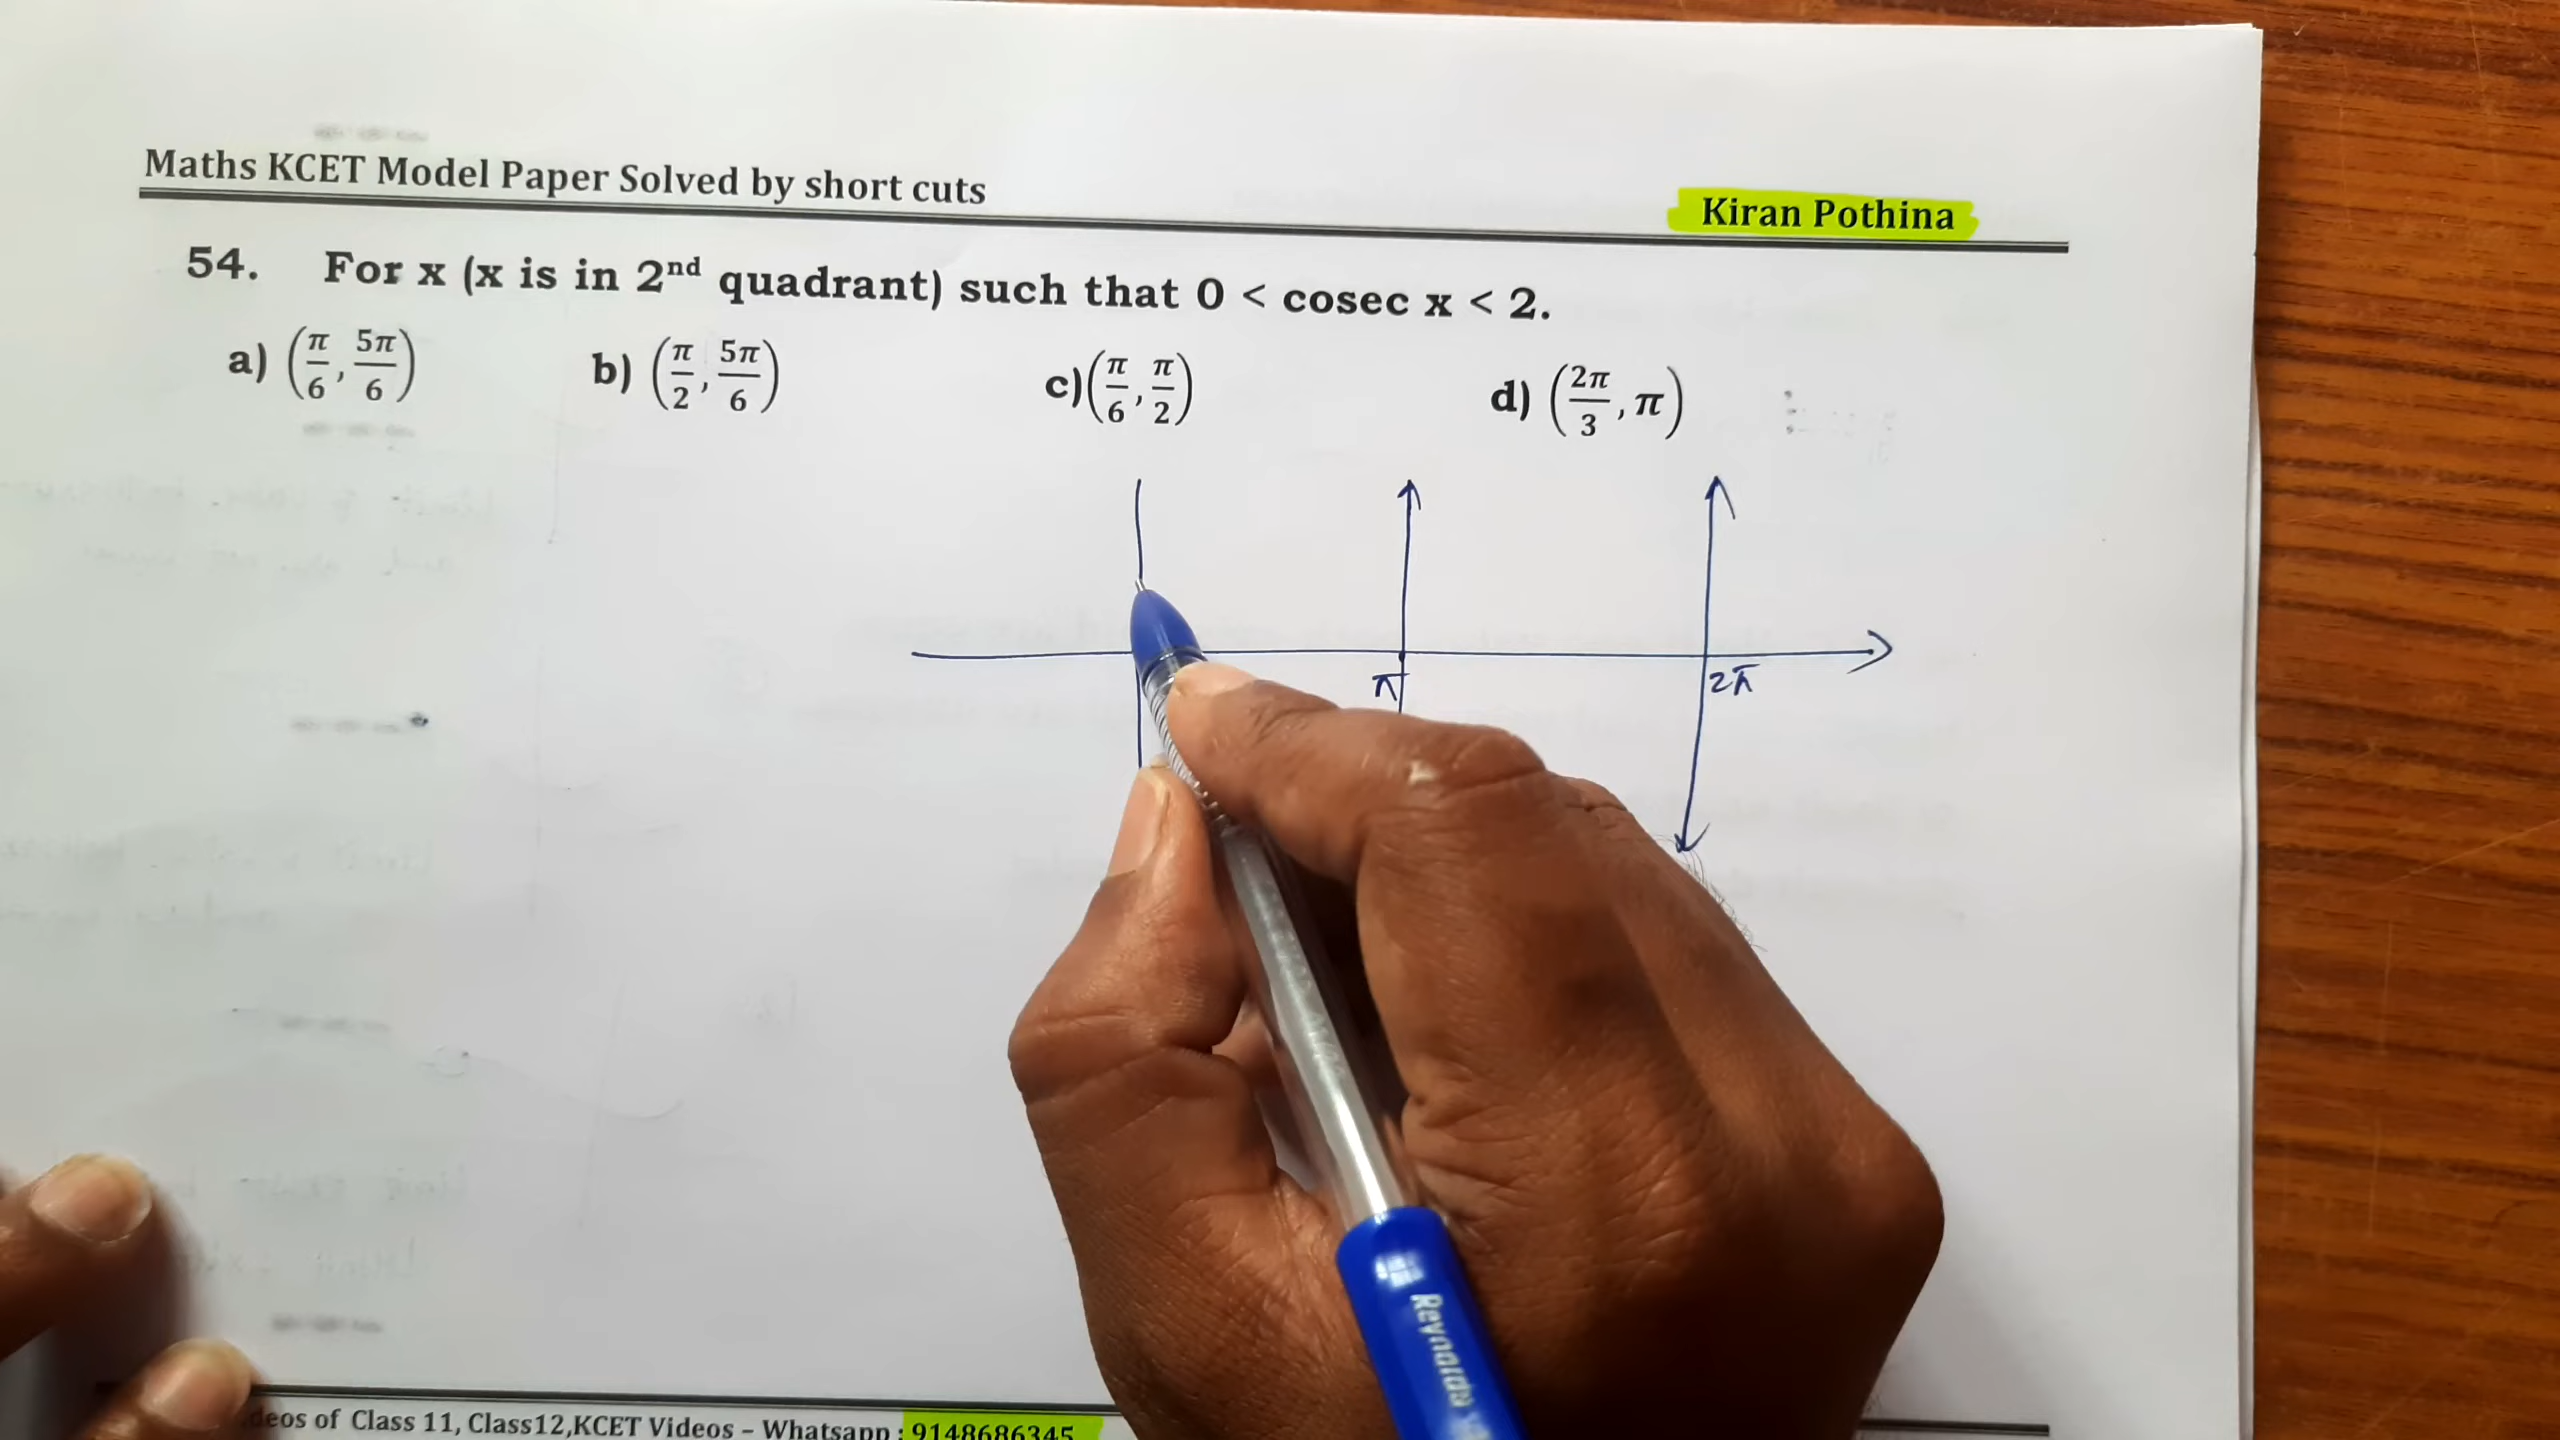 Maths KCET Model Paper Solved by short cuts
Kiran Pothina
54. For x (x is in 2nd quadrant) such that 0 < cosec x < 2.
a) (π/6, 5π/6) b) (π/2, 5π/6) c) (π/6, π/2) d) (2π/3, π)
π 2π
Reynolds
of Class 11, Class12,KCET Videos – Whatsapp : 9148686345